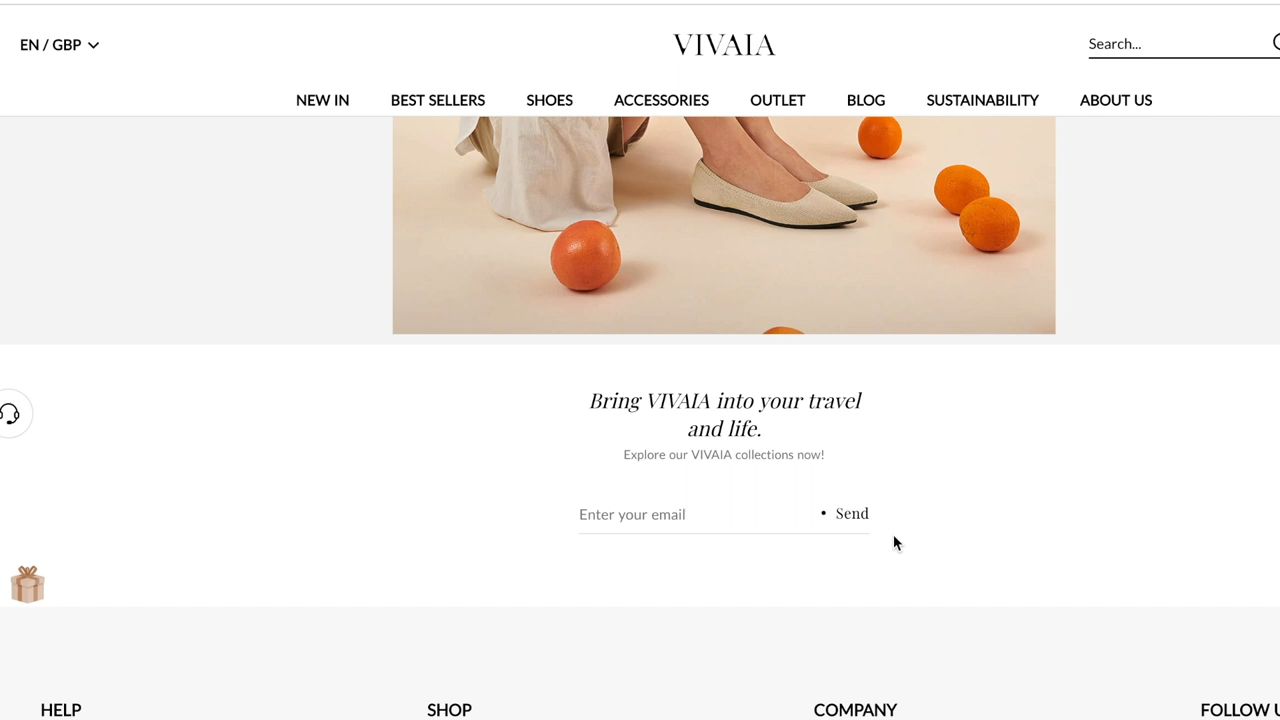 EN / GBP
VIVAIA
Search...
NEW IN
BEST SELLERS
SHOES
ACCESSORIES
OUTLET
BLOG
SUSTAINABILITY
ABOUT US
Bring VIVAIA into your travel
and life.
Explore our VIVAIA collections now!
Enter your email
• Send
HELP
SHOP
COMPANY
FOLLOW